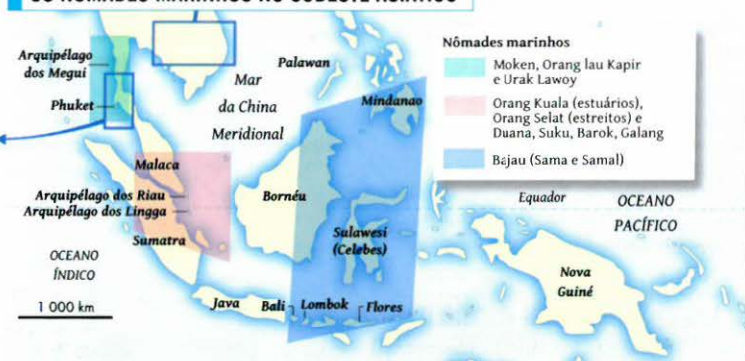 Arquipélago
dos Megui
Phuket
Mar
da China
Meridional
Palawan
Mindanao
Nômades marinhos
Moken, Orang lau Kapir
e Urak Lawoy
Orang Kuala (estuários),
Orang Selat (estreitos) e
Duana, Suku, Barok, Galang
Bajau (Sama e Samal)
Malaca
Arquipélago dos Riau
Arquipélago dos Lingga
Sumatra
Bornéu
Sulawesi
(Celebes)
Equador
OCEANO
PACÍFICO
OCEANO
ÍNDICO
Nova
Guiné
1 000 km
Java
Bali
Lombok
Flores